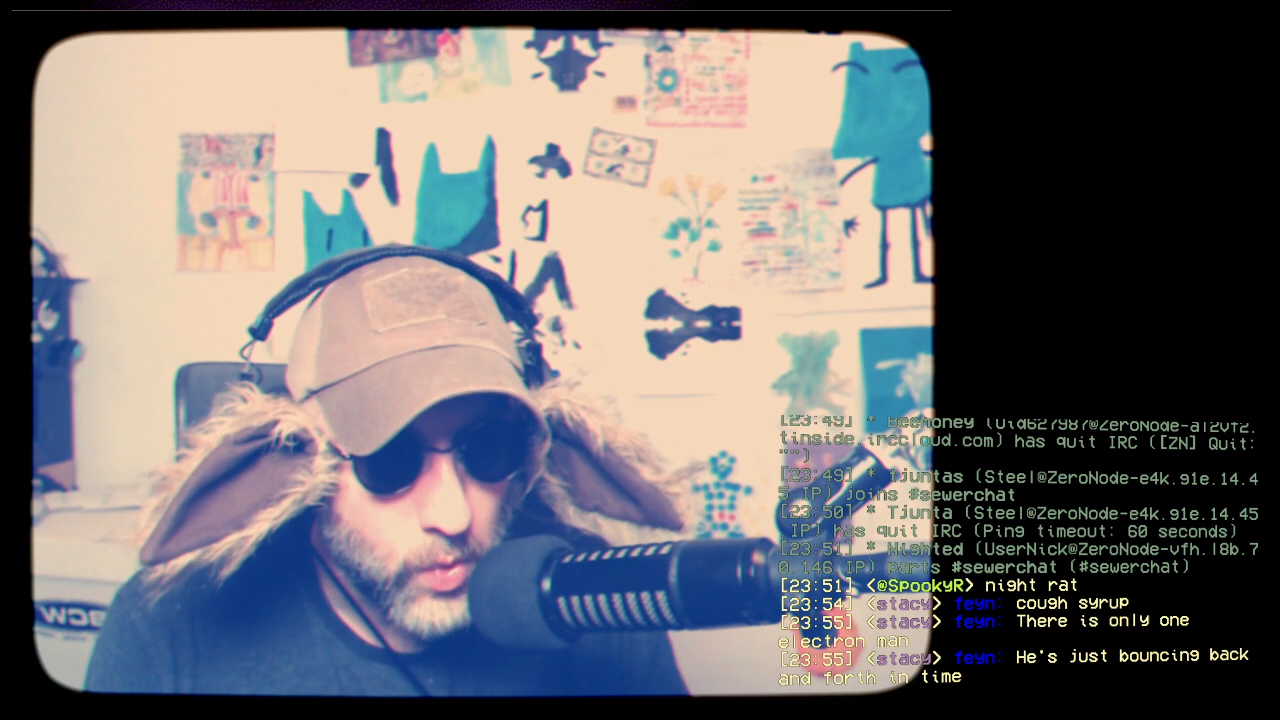 [23:49] * BeeMoney (uid627987@ZeroNode-al2vf2.
tinside.irccloud.com) has quit IRC ([ZN] Quit:
"")
[23:49] * Tjuntas (Steel@ZeroNode-e4k.91e.14.4
5.IP) joins #sewerchat
[23:50] * Tjunta (Steel@ZeroNode-e4k.91e.14.45
.IP) has quit IRC (Ping timeout: 60 seconds)
[23:51] * Nighted (UserNick@ZeroNode-vfh.l8b.7
0.146.IP) parts #sewerchat (#sewerchat)
[23:51] <@SpookyR> night rat
[23:54] <stacy> feyn: cough syrup
[23:55] <stacy> feyn: There is only one
electron man
[23:55] <stacy> feyn: He's just bouncing back
and forth in time